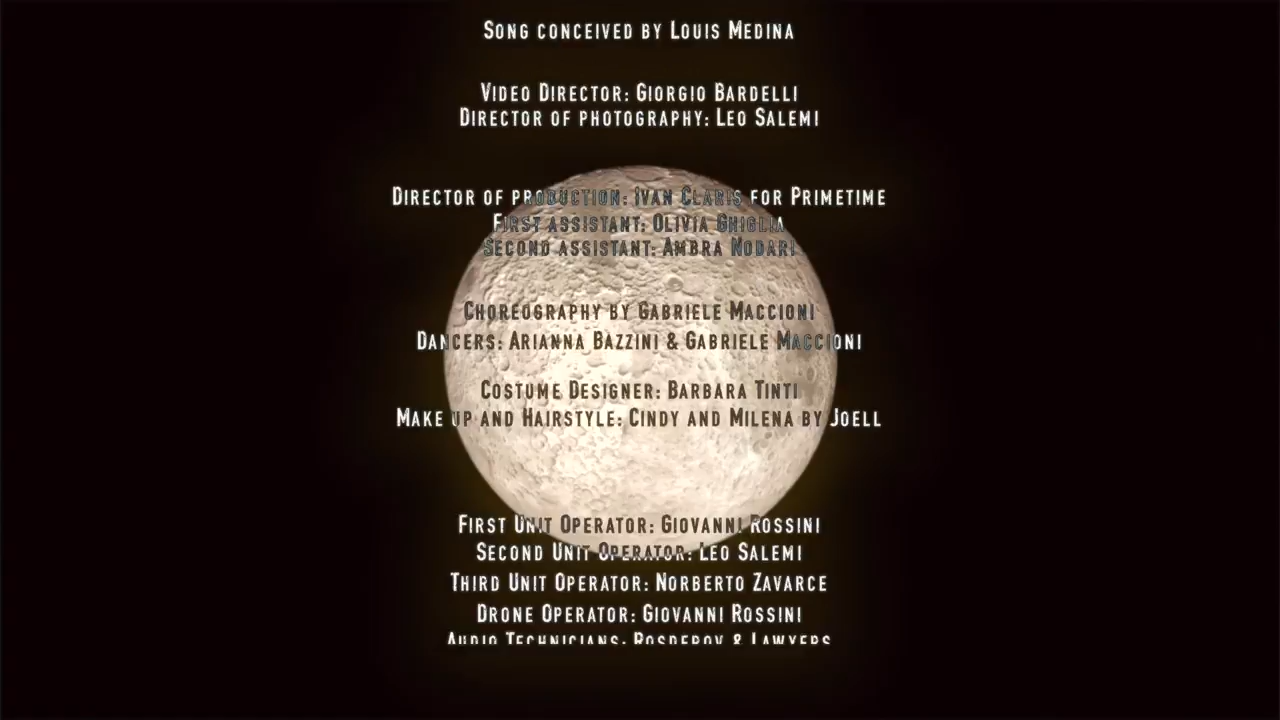 Song conceived by Louis Medina
Video Director: Giorgio Bardelli
Director of photography: Leo Salemi
Director of production: Ivan Claris for Primetime
First assistant: Olivia Ghiglia
Second assistant: Ambra Nodari
Choreography by Gabriele Maccioni
Dancers: Arianna Bazzini & Gabriele Maccioni
Costume Designer: Barbara Tinti
Make up and Hairstyle: Cindy and Milena by Joell
First Unit Operator: Giovanni Rossini
Second Unit Operator: Leo Salemi
Third Unit Operator: Norberto Zavarce
Drone Operator: Giovanni Rossini
Audio Technicians: & Lawyers